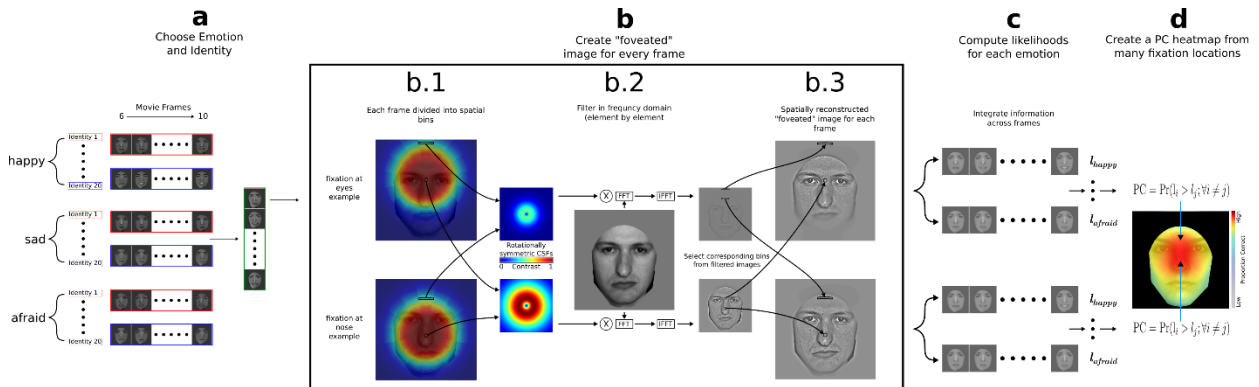 a
Choose Emotion
and Identity
Movie Frames
6
10
happy
Identity 1
Identity 20
sad
Identity 1
Identity 20
afraid
Identity 1
Identity 20
b
Create "foveated"
image for every frame
b.1
Each frame divided into spatial
bins
fixation at
eyes
example
fixation at
nose
example
Rotationally
symmetric CSFs
0 Contrast 1
b.2
Filter in frequncy domain
(element by element
X
FFT
IFFT
Select corresponding bins
from filtered images
X
FFT
IFFT
b.3
Spatially reconstructed
"foveated" image for each
frame
c
Compute likelihoods
for each emotion
Integrate information
across frames
l_happy
l_afraid
l_happy
l_afraid
d
Create a PC heatmap from
many fixation locations
PC = Pr(l_i > l_j; ∀i ≠ j)
High
Proportion Correct
Low
PC = Pr(l_i > l_j; ∀i ≠ j)